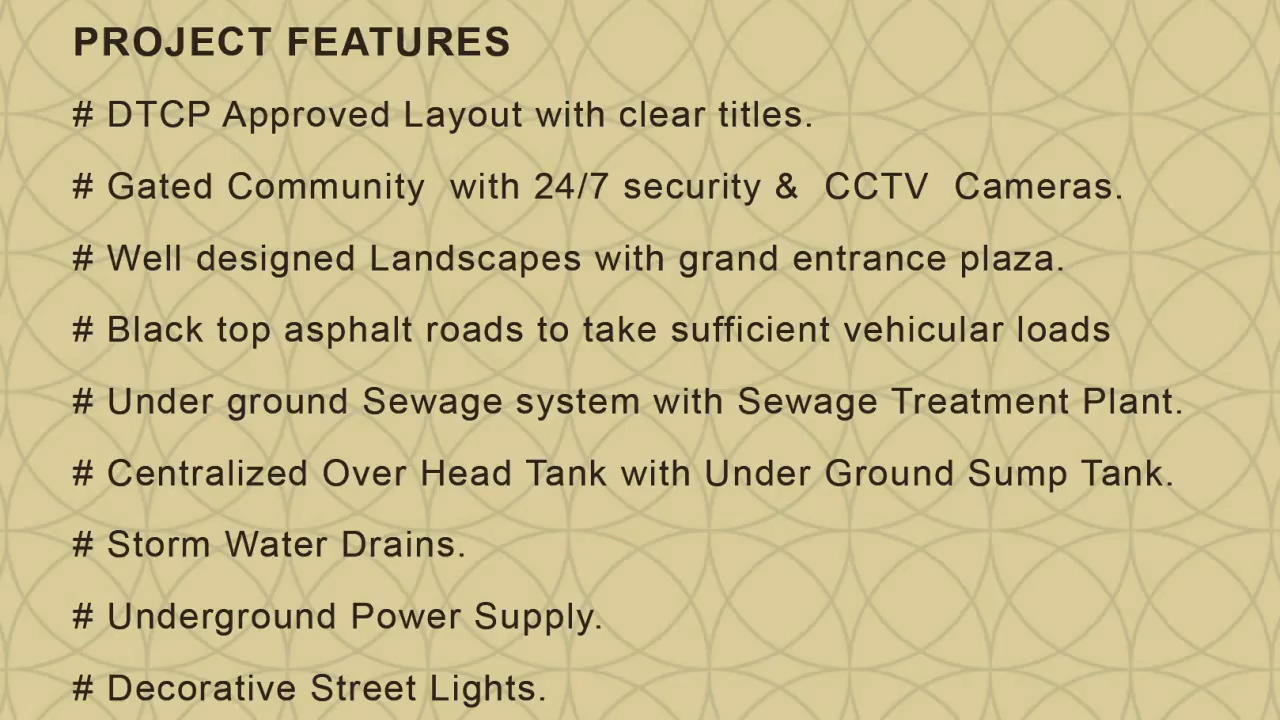 PROJECT FEATURES
# DTCP Approved Layout with clear titles.
# Gated Community  with 24/7 security &  CCTV  Cameras.
# Well designed Landscapes with grand entrance plaza.
# Black top asphalt roads to take sufficient vehicular loads
# Under ground Sewage system with Sewage Treatment Plant.
# Centralized Over Head Tank with Under Ground Sump Tank.
# Storm Water Drains.
# Underground Power Supply.
# Decorative Street Lights.